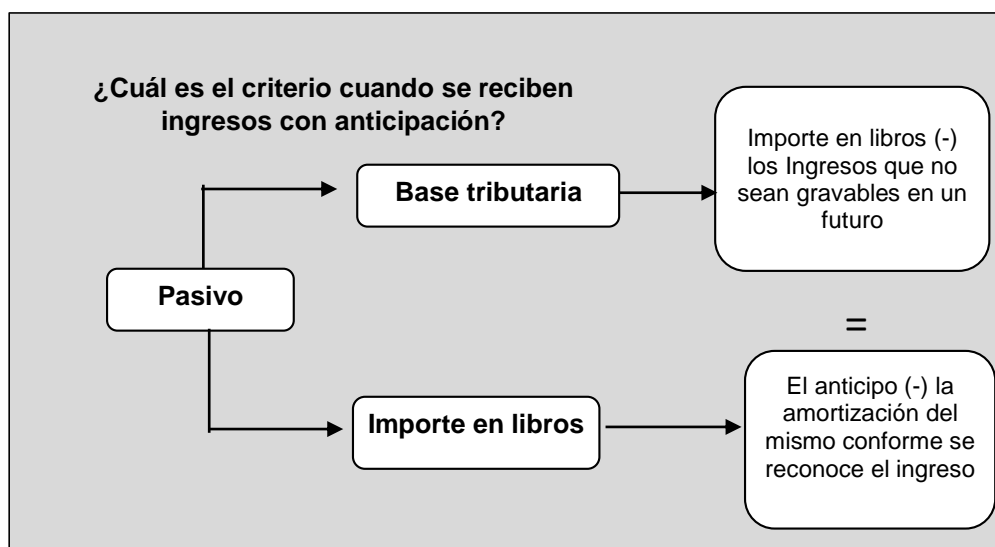 ¿Cuál es el criterio cuando se reciben
ingresos con anticipación?
Base tributaria
Importe en libros (-)
los Ingresos que no
sean gravables en un
futuro
Pasivo
=
Importe en libros
El anticipo (-) la
amortización del
mismo conforme se
reconoce el ingreso